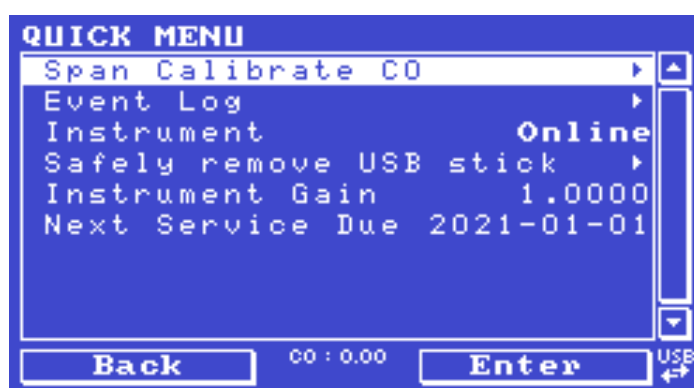 QUICK MENU
Span Calibrate CO
Event Log
Instrument Online
Safely remove USB stick
Instrument Gain 1.0000
Next Service Due 2021-01-01
Back CO:0.00 Enter USB